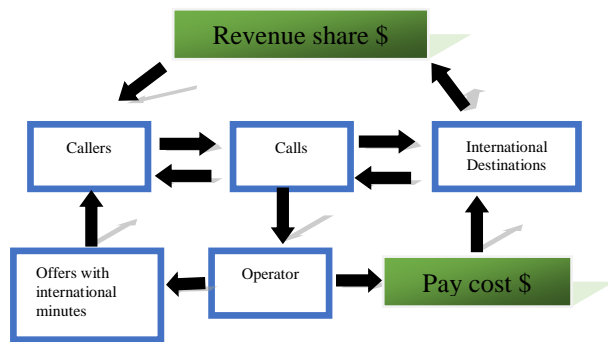 Revenue share $
Callers
Calls
International
Destinations
Offers with
international
minutes
Operator
Pay cost $